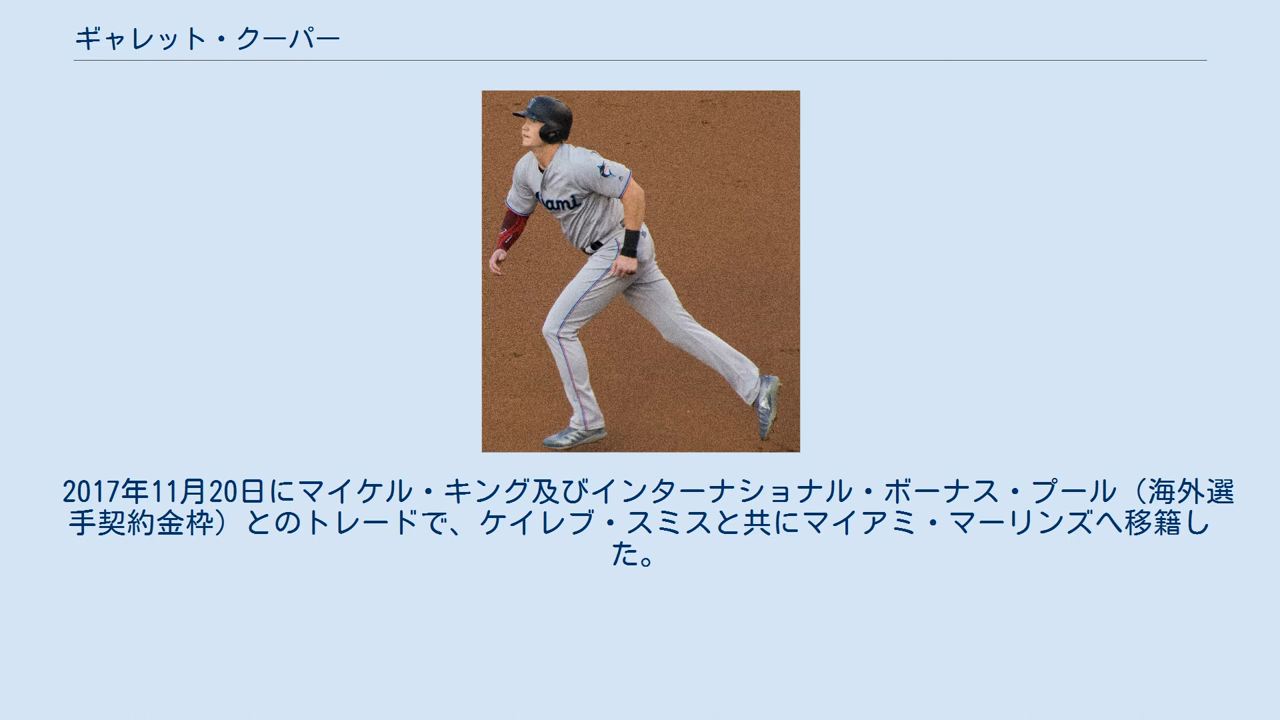 ギャレット・クーパー
iami
2017年11月20日にマイケル・キング及びインターナショナル・ボーナス・プール（海外選
手契約金枠）とのトレードで、ケイレブ・スミスと共にマイアミ・マーリンズへ移籍し
た。